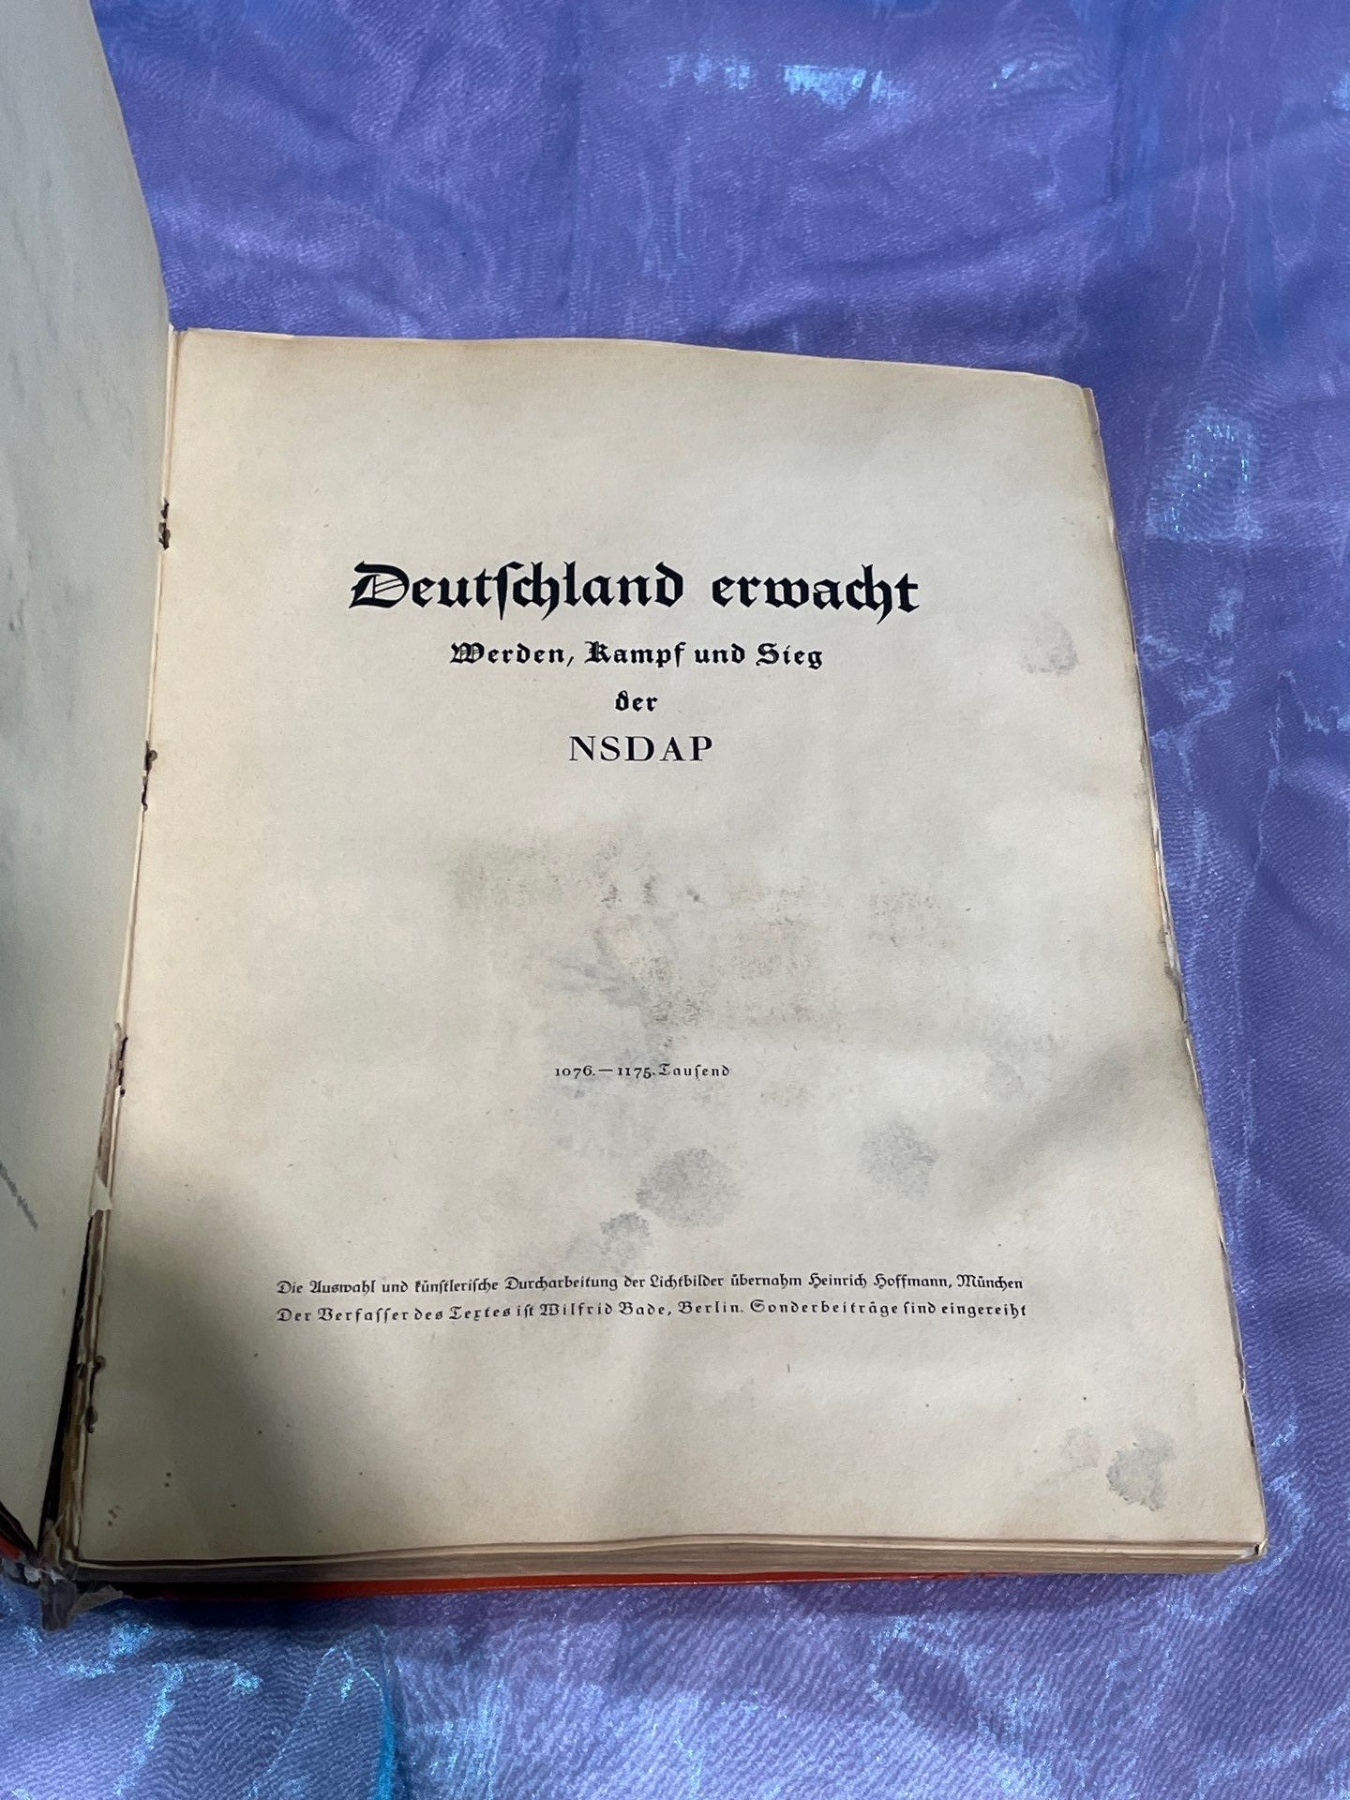 Deutſchland erwacht
Werden, Kampf und Sieg
der
NSDAP
1076.—1175. Tauſend
Die Auswahl und künſtleriſche Durcharbeitung der Lichtbilder übernahm Heinrich Hoffmann, München
Der Verfaſſer des Textes iſt Wilfrid Bade, Berlin. Sonderbeiträge ſind eingereiht